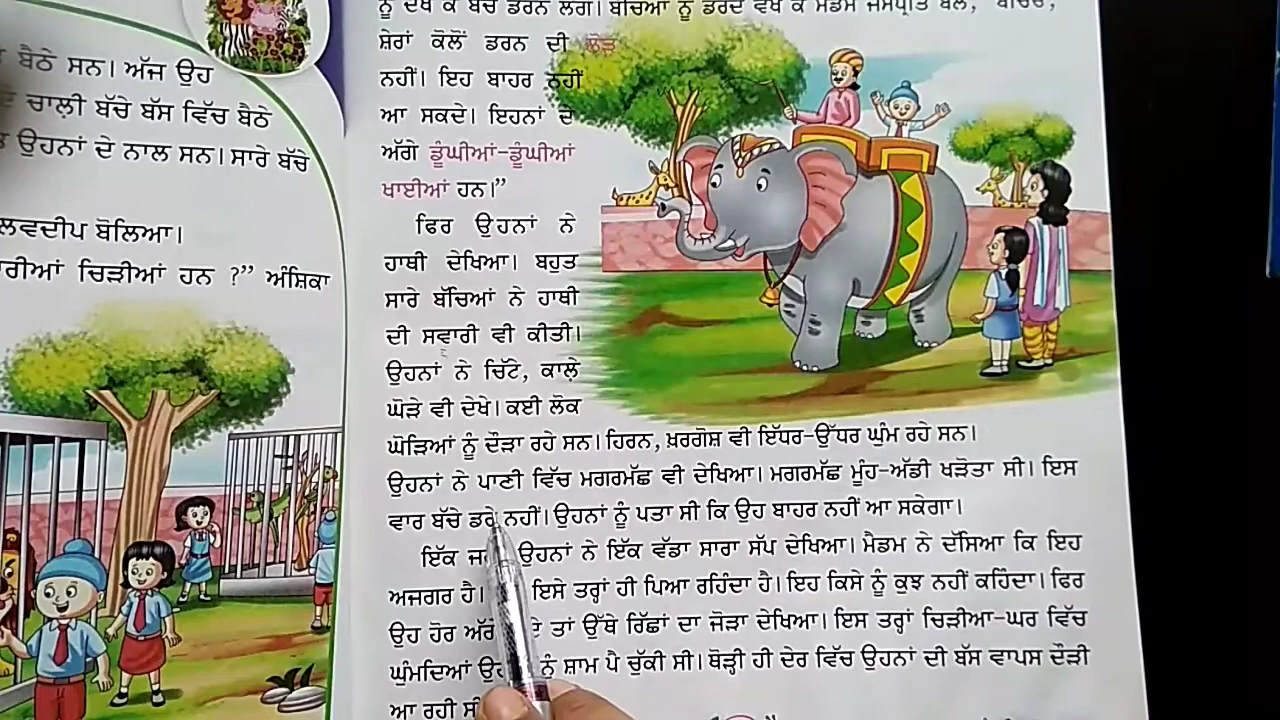 ਬੈਠੇ ਸਨ। ਅੱਜ ਉਹ
ਚਾਲ਼ੀ ਬੱਚੇ ਬੱਸ ਵਿੱਚ ਬੈਠੇ
ਉਹਨਾਂ ਦੇ ਨਾਲ ਸਨ। ਸਾਰੇ ਬੱਚੇ
ਲਵਦੀਪ ਬੋਲਿਆ।
ਚਿੜੀਆਂ ਹਨ ?” ਅੰਸ਼ਿਕਾ
ਨੂੰ ਦੇਖ ਕੇ ਬੱਚੇ ਡਰਨ ਲੱਗੇ। ਬੱਚਿਆਂ ਨੂੰ ਡਰਦੇ ਵੇਖ ਕੇ ਮੈਡਮ ਜਸਪ੍ਰੀਤ ਬੋਲੇ, “ਬੱਚਿਓ,
ਸ਼ੇਰਾਂ ਕੋਲੋਂ ਡਰਨ ਦੀ ਲੋੜ
ਨਹੀਂ। ਇਹ ਬਾਹਰ ਨਹੀਂ
ਆ ਸਕਦੇ। ਇਹਨਾਂ ਦੇ
ਅੱਗੇ ਡੂੰਘੀਆਂ-ਡੂੰਘੀਆਂ
ਖਾਈਆਂ ਹਨ।”
ਫਿਰ ਉਹਨਾਂ ਨੇ
ਹਾਥੀ ਦੇਖਿਆ। ਬਹੁਤ
ਸਾਰੇ ਬੱਚਿਆਂ ਨੇ ਹਾਥੀ
ਦੀ ਸਵਾਰੀ ਵੀ ਕੀਤੀ।
ਉਹਨਾਂ ਨੇ ਚਿੱਟੇ, ਕਾਲ਼ੇ
ਘੋੜੇ ਵੀ ਦੇਖੇ। ਕਈ ਲੋਕ
ਘੋੜਿਆਂ ਨੂੰ ਦੌੜਾ ਰਹੇ ਸਨ। ਹਿਰਨ, ਖ਼ਰਗੋਸ਼ ਵੀ ਇੱਧਰ-ਉੱਧਰ ਘੁੰਮ ਰਹੇ ਸਨ।
ਉਹਨਾਂ ਨੇ ਪਾਣੀ ਵਿੱਚ ਮਗਰਮੱਛ ਵੀ ਦੇਖਿਆ। ਮਗਰਮੱਛ ਮੂੰਹ-ਅੱਡੀ ਖੜੋਤਾ ਸੀ। ਇਸ
ਵਾਰ ਬੱਚੇ ਡਰੇ ਨਹੀਂ। ਉਹਨਾਂ ਨੂੰ ਪਤਾ ਸੀ ਕਿ ਉਹ ਬਾਹਰ ਨਹੀਂ ਆ ਸਕੇਗਾ।
ਇੱਕ ਉਹਨਾਂ ਨੇ ਇੱਕ ਵੱਡਾ ਸਾਰਾ ਸੱਪ ਦੇਖਿਆ। ਮੈਡਮ ਨੇ ਦੱਸਿਆ ਕਿ ਇਹ
ਅਜਗਰ ਹੈ। ਇਸੇ ਤਰ੍ਹਾਂ ਹੀ ਪਿਆ ਰਹਿੰਦਾ ਹੈ। ਇਹ ਕਿਸੇ ਨੂੰ ਕੁਝ ਨਹੀਂ ਕਹਿੰਦਾ। ਫਿਰ
ਉਹ ਹੋਰ ਤਾਂ ਉੱਥੇ ਰਿੱਛਾਂ ਦਾ ਜੋੜਾ ਦੇਖਿਆ। ਇਸ ਤਰ੍ਹਾਂ ਚਿੜੀਆ-ਘਰ ਵਿੱਚ
ਘੁੰਮਦਿਆਂ ਨੂੰ ਸ਼ਾਮ ਪੈ ਚੁੱਕੀ ਸੀ। ਥੋੜ੍ਹੀ ਹੀ ਦੇਰ ਵਿੱਚ ਉਹਨਾਂ ਦੀ ਬੱਸ ਵਾਪਸ ਦੌੜੀ
ਆ ਰਹੀ